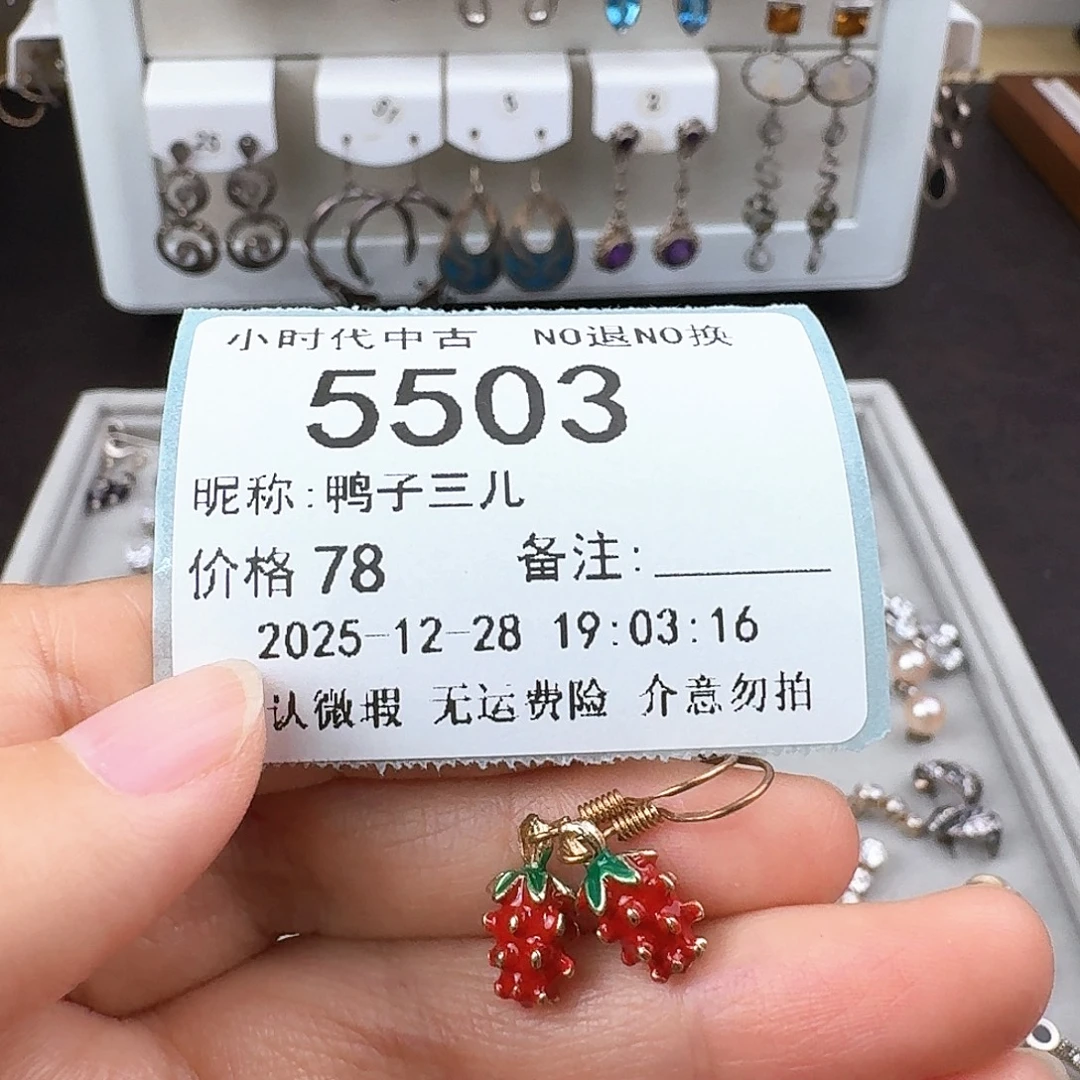 5
2
小时代中古 NO退NO换
5503
昵称:鸭子三儿
价格 78 备注:
2025-12-28 19:03:16
认微瑕 无运费险 介意勿拍